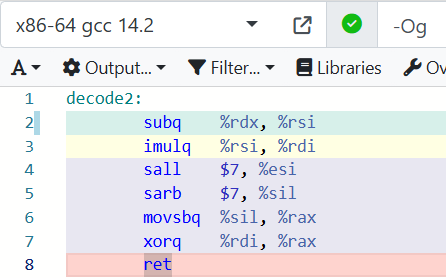 x86-64 gcc 14.2 -Og
A Output... Filter... Libraries Ov
1 decode2:
2 subq %rdx, %rsi
3 imulq %rsi, %rdi
4 sall $7, %esi
5 sarb $7, %sil
6 movsbq %sil, %rax
7 xorq %rdi, %rax
8 ret